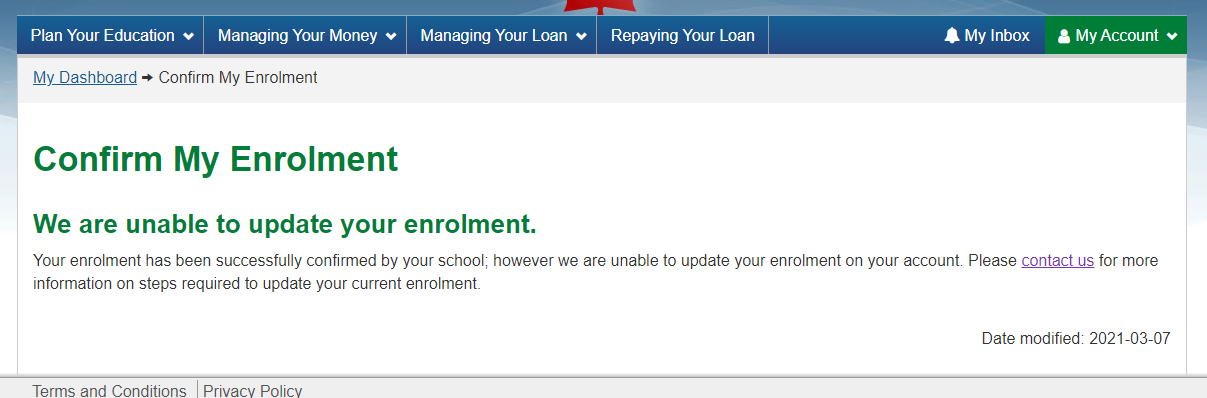 Plan Your Education Managing Your Money Managing Your Loan Repaying Your Loan My Inbox My Account
My Dashboard Confirm My Enrolment
Confirm My Enrolment
We are unable to update your enrolment.
Your enrolment has been successfully confirmed by your school; however we are unable to update your enrolment on your account. Please contact us for more
information on steps required to update your current enrolment.
Date modified: 2021-03-07
Terms and Conditions Privacy Policy